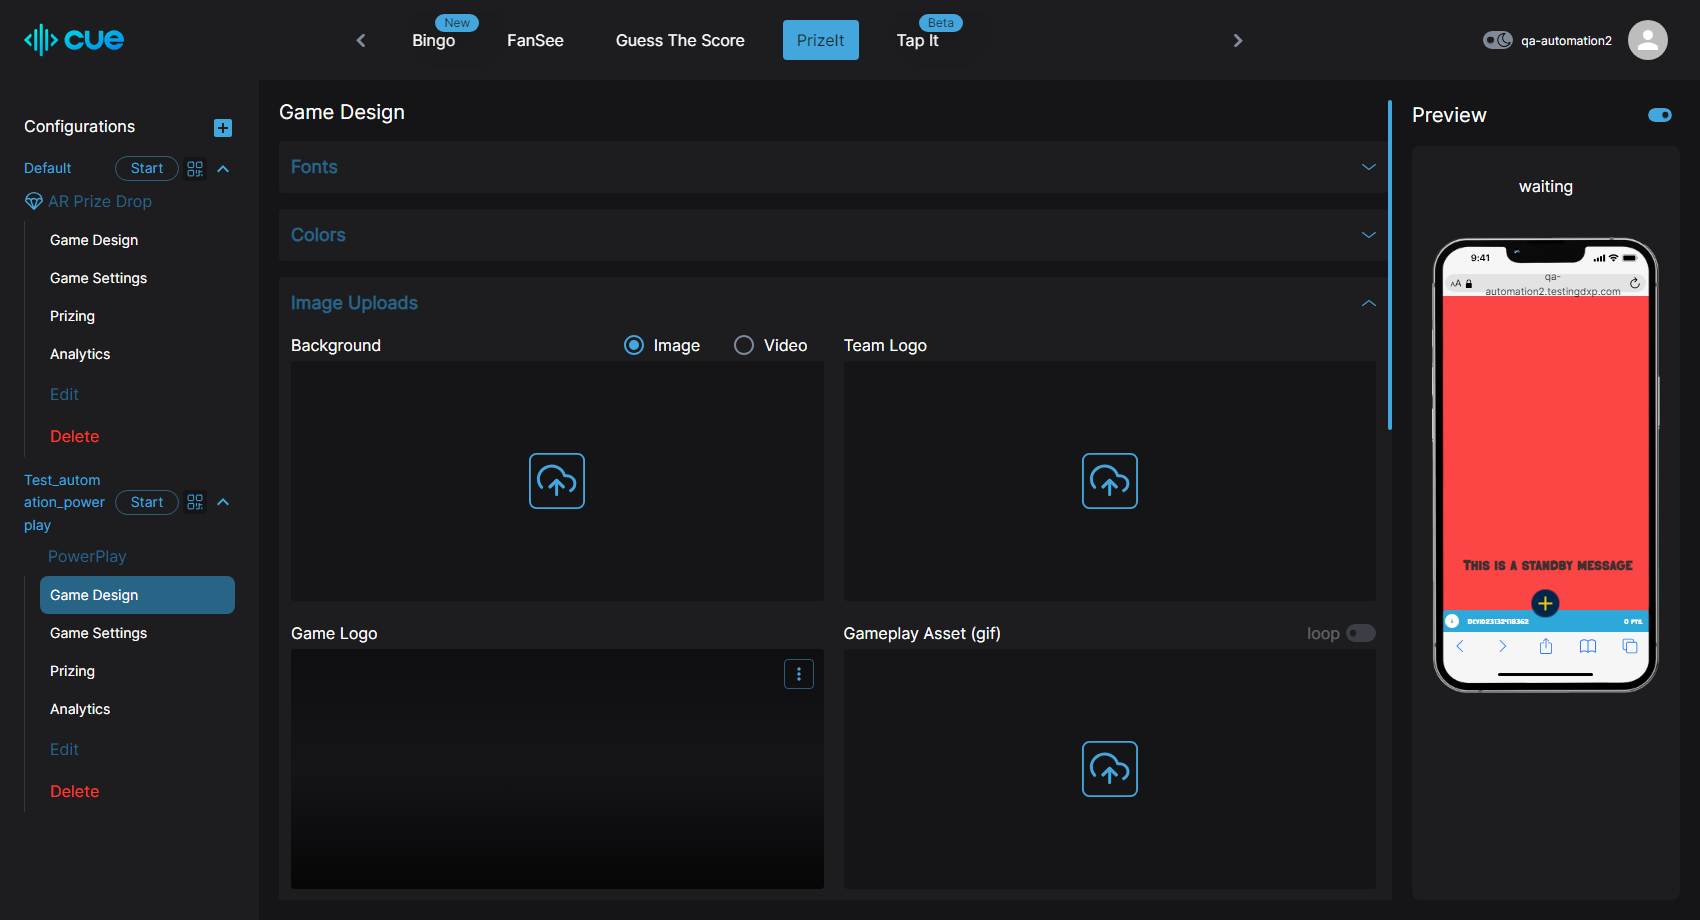 cue
New
Bingo
FanSee
Guess The Score
PrizeIt
Beta
Tap It
qa-automation2
Configurations
Default
Start
AR Prize Drop
Game Design
Game Settings
Prizing
Analytics
Edit
Delete
Test_autom
ation_power
play
Start
PowerPlay
Game Design
Game Settings
Prizing
Analytics
Edit
Delete
Game Design
Fonts
Colors
Image Uploads
Background
Image
Video
Team Logo
Game Logo
Gameplay Asset (gif)
loop
Preview
waiting
9:41
AA
qa-
automation2.testingdxp.com
This is a standby message
0 PTS.